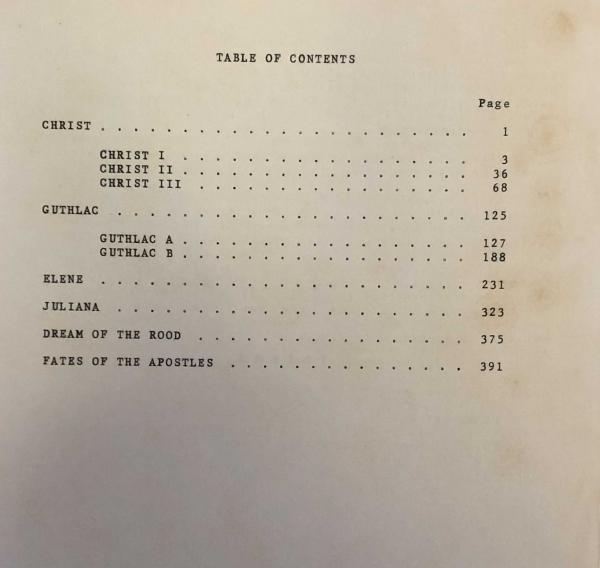 TABLE OF CONTENTS
Page
CHRIST . . . . . . . . . . . . . . . . . . . . . . 1
CHRIST I . . . . . . . . . . . . . . . . . 3
CHRIST II . . . . . . . . . . . . . . . . . 36
CHRIST III . . . . . . . . . . . . . . . . 68
GUTHLAC . . . . . . . . . . . . . . . . . . . . . 125
GUTHLAC A . . . . . . . . . . . . . . . . . 127
GUTHLAC B . . . . . . . . . . . . . . . . . 188
ELENE . . . . . . . . . . . . . . . . . . . . . . 231
JULIANA . . . . . . . . . . . . . . . . . . . . . 323
DREAM OF THE ROOD . . . . . . . . . . . . . . . . 375
FATES OF THE APOSTLES . . . . . . . . . . . . . . 391